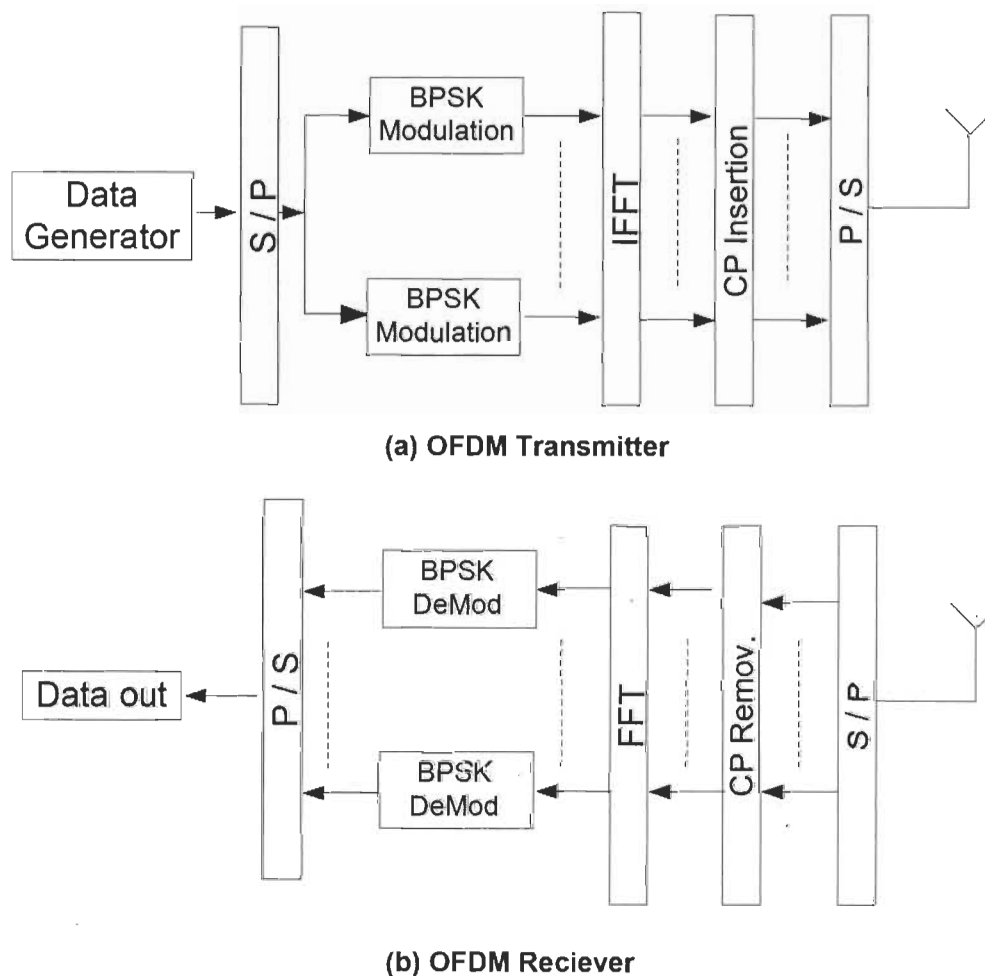 Data
Generator
S / P
BPSK
Modulation
BPSK
Modulation
IFFT
CP Insertion
P / S
(a) OFDM Transmitter
Data out
P / S
BPSK
DeMod
BPSK
DeMod
FFT
CP Remov.
S / P
(b) OFDM Reciever